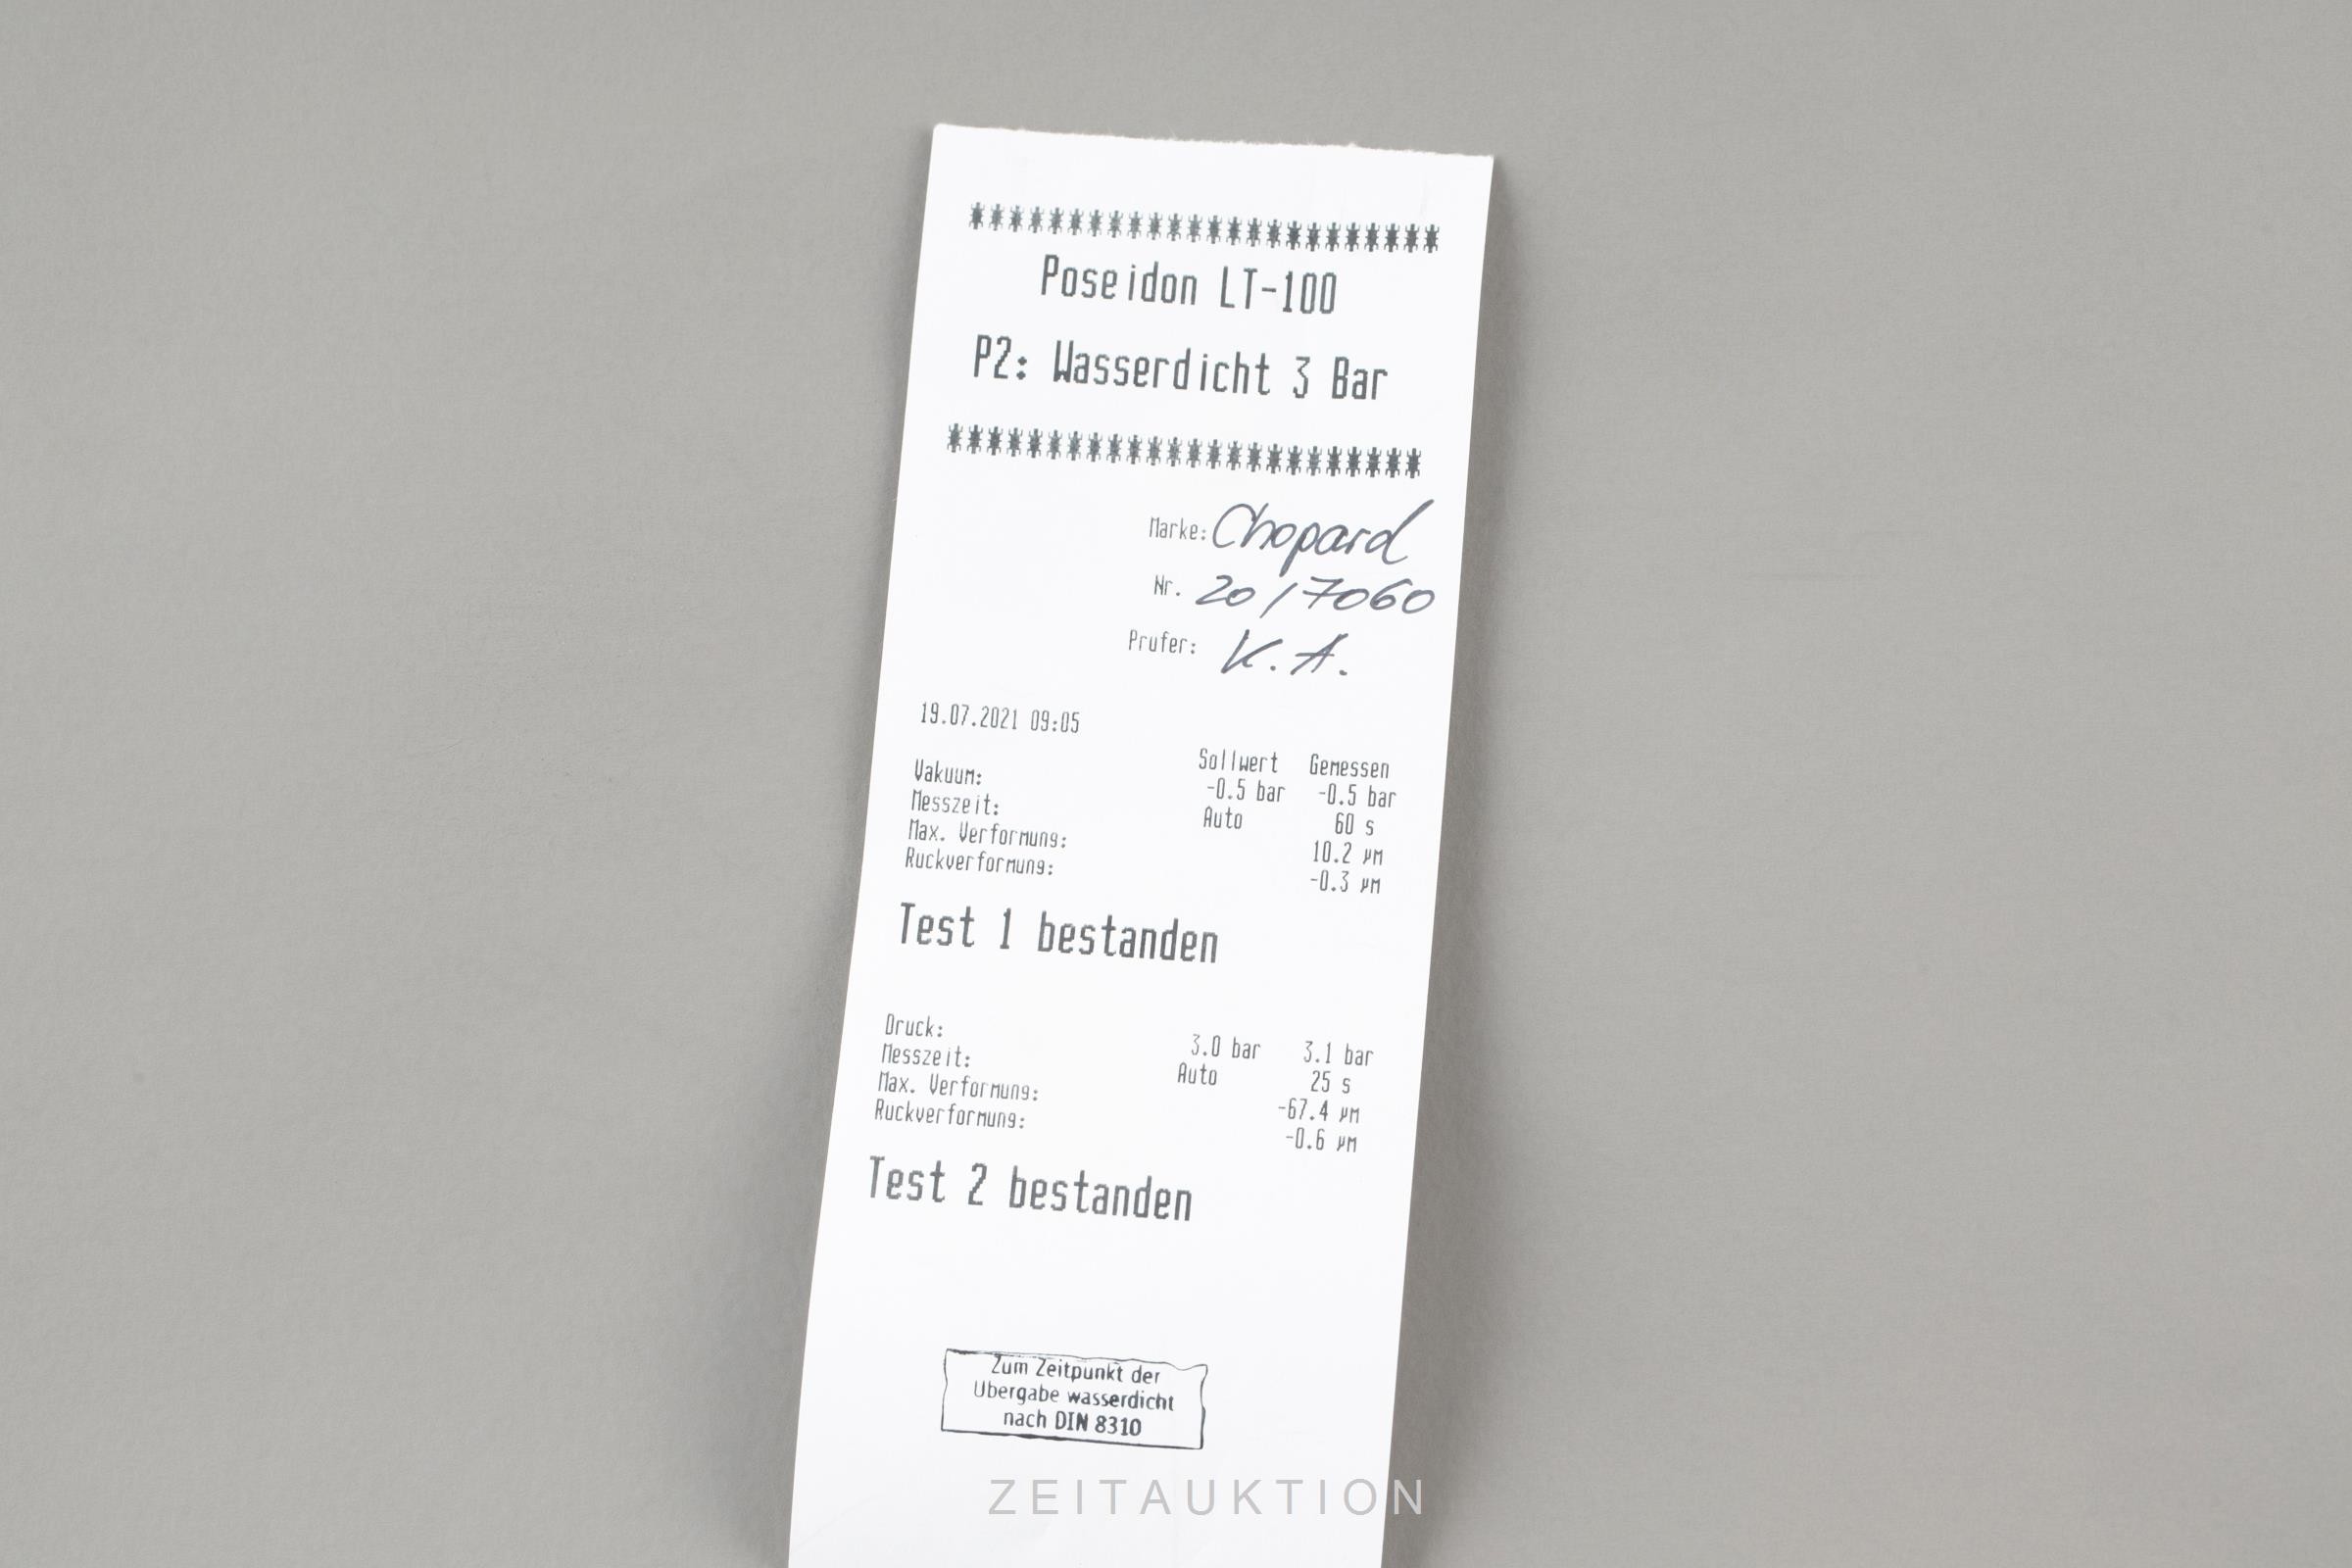 ************************
Poseidon LT-100
P2: Wasserdicht 3 Bar
************************
Marke: Chopard
Nr. 20/7060
Prufer: K.A.
19.07.2021 09:05
Sollwert Gemessen
Vakuum: -0.5 bar -0.5 bar
Messzeit: Auto 60 s
Max. Verformung: 10.2 µm
Ruckverformung: -0.3 µm
Test 1 bestanden
Druck: 3.0 bar 3.1 bar
Messzeit: Auto 25 s
Max. Verformung: -67.4 µm
Ruckverformung: -0.6 µm
Test 2 bestanden
Zum Zeitpunkt der
Ubergabe wasserdicht
nach DIN 8310
ZEITAUKTION